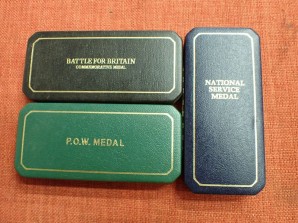 BATTLE FOR BRITAIN
COMMEMORATIVE MEDAL
P.O.W. MEDAL
NATIONAL
SERVICE
MEDAL